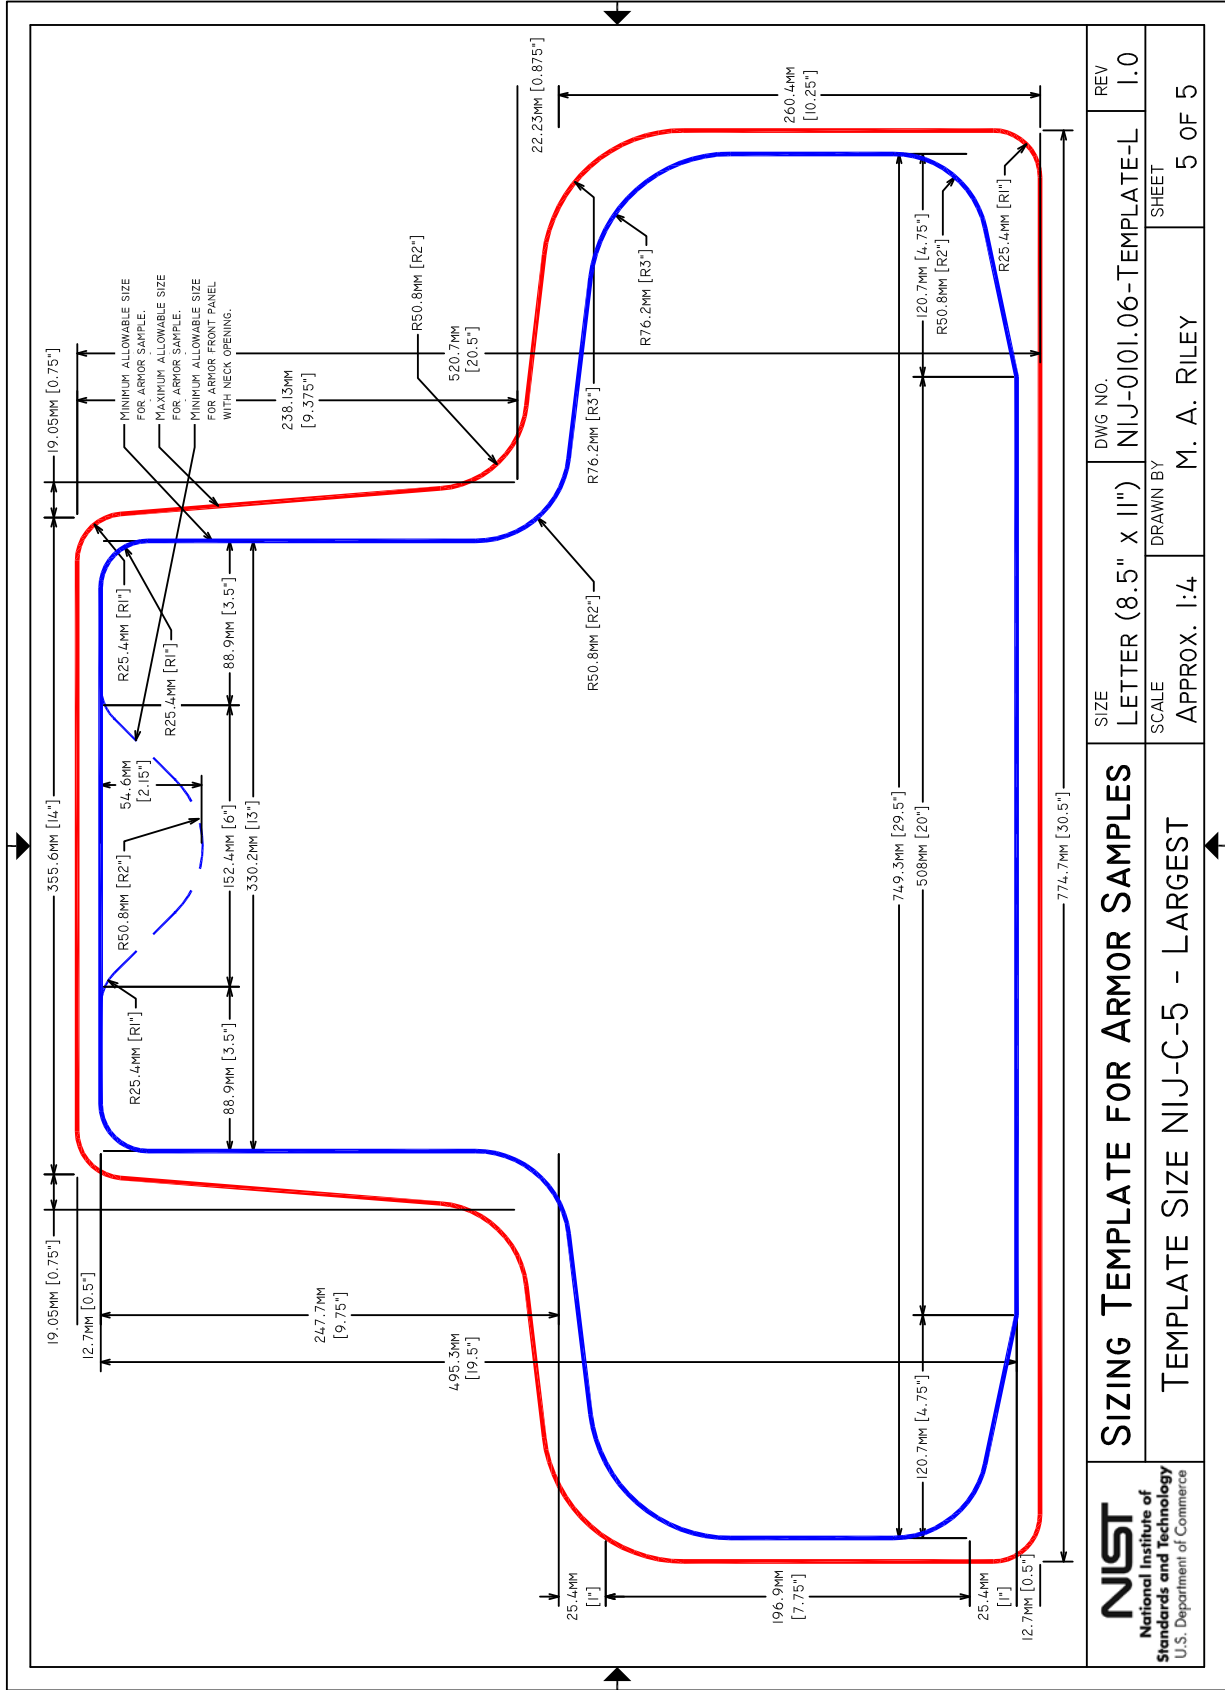 19.05MM [0.75"]
355.6MM [14"]
19.05MM [0.75"]
12.7MM [0.5"]
MINIMUM ALLOWABLE SIZE
FOR ARMOR SAMPLE.
MAXIMUM ALLOWABLE SIZE
FOR ARMOR SAMPLE.
MINIMUM ALLOWABLE SIZE
FOR ARMOR FRONT PANEL
WITH NECK OPENING.
R25.4MM [R1"]
R25.4MM [R1"]
R25.4MM [R1"]
54.6MM
[2.15"]
R50.8MM [R2"]
88.9MM [3.5"]
152.4MM [6"]
88.9MM [3.5"]
330.2MM [13"]
238.13MM
[9.375"]
247.7MM
[9.75"]
R50.8MM [R2"]
520.7MM
[20.5"]
495.3MM
[19.5"]
22.23MM [0.875"]
R76.2MM [R3"]
R50.8MM [R2"]
R76.2MM [R3"]
260.4MM
[10.25"]
25.4MM
[1"]
196.9MM
[7.75"]
25.4MM
[1"]
12.7MM [0.5"]
749.3MM [29.5"]
120.7MM [4.75"]
508MM [20"]
120.7MM [4.75"]
R50.8MM [R2"]
R25.4MM [R1"]
774.7MM [30.5"]
NIST
National Institute of
Standards and Technology
U.S. Department of Commerce
SIZING TEMPLATE FOR ARMOR SAMPLES
TEMPLATE SIZE NIJ-C-5 - LARGEST
SIZE
LETTER (8.5" X 11")
DWG NO.
NIJ-0101.06-TEMPLATE-L
REV
1.0
SCALE
APPROX. 1:4
DRAWN BY
M. A. RILEY
SHEET
5 OF 5